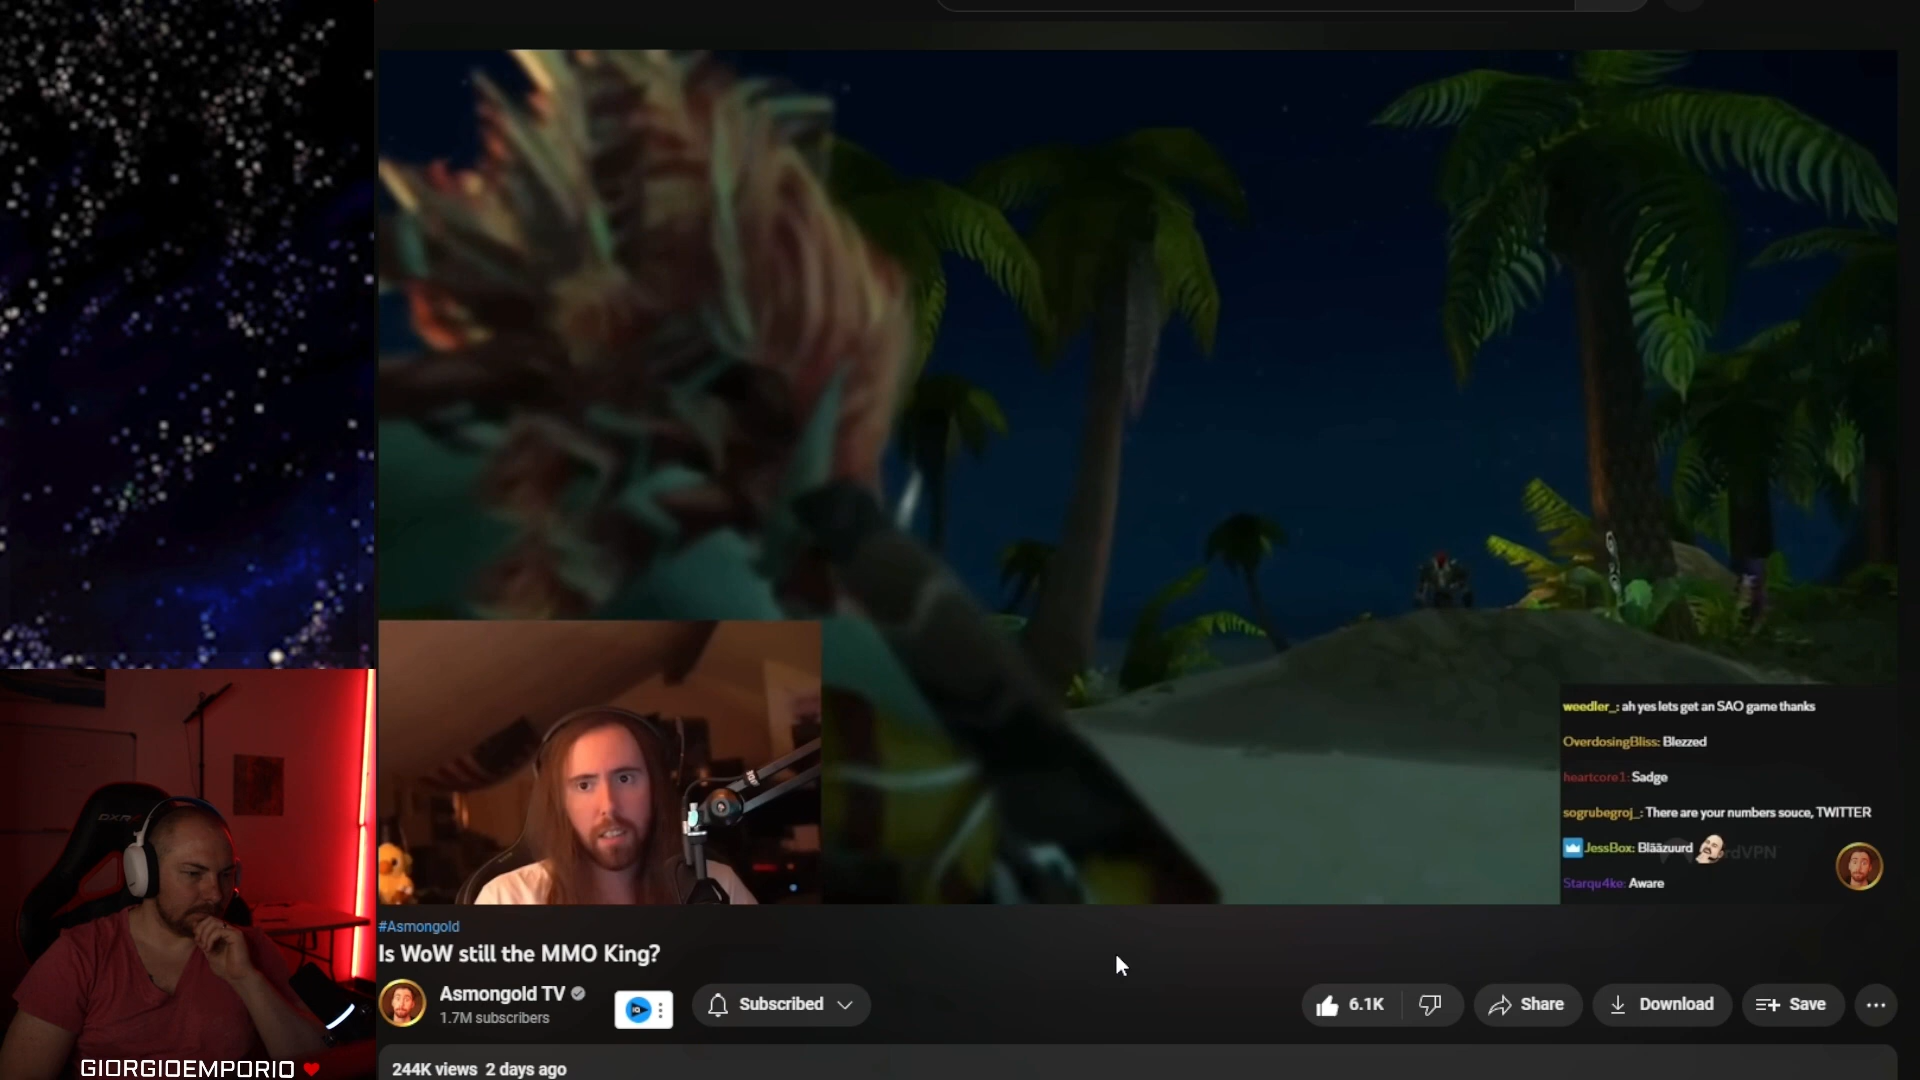 weedler_: ah yes lets get an SAO game thanks
OverdosingBliss: Blezzed
heartcore1: Sadge
sogrubegroj_: There are your numbers souce, TWITTER
JessBox: Blääzuurd
rdVPN
Starqu4ke: Aware
#Asmongold
Is WoW still the MMO King?
Asmongold TV
1.7M subscribers
Subscribed
6.1K
Share
Download
Save
244K views 2 days ago
GIORGIOEMPORIO